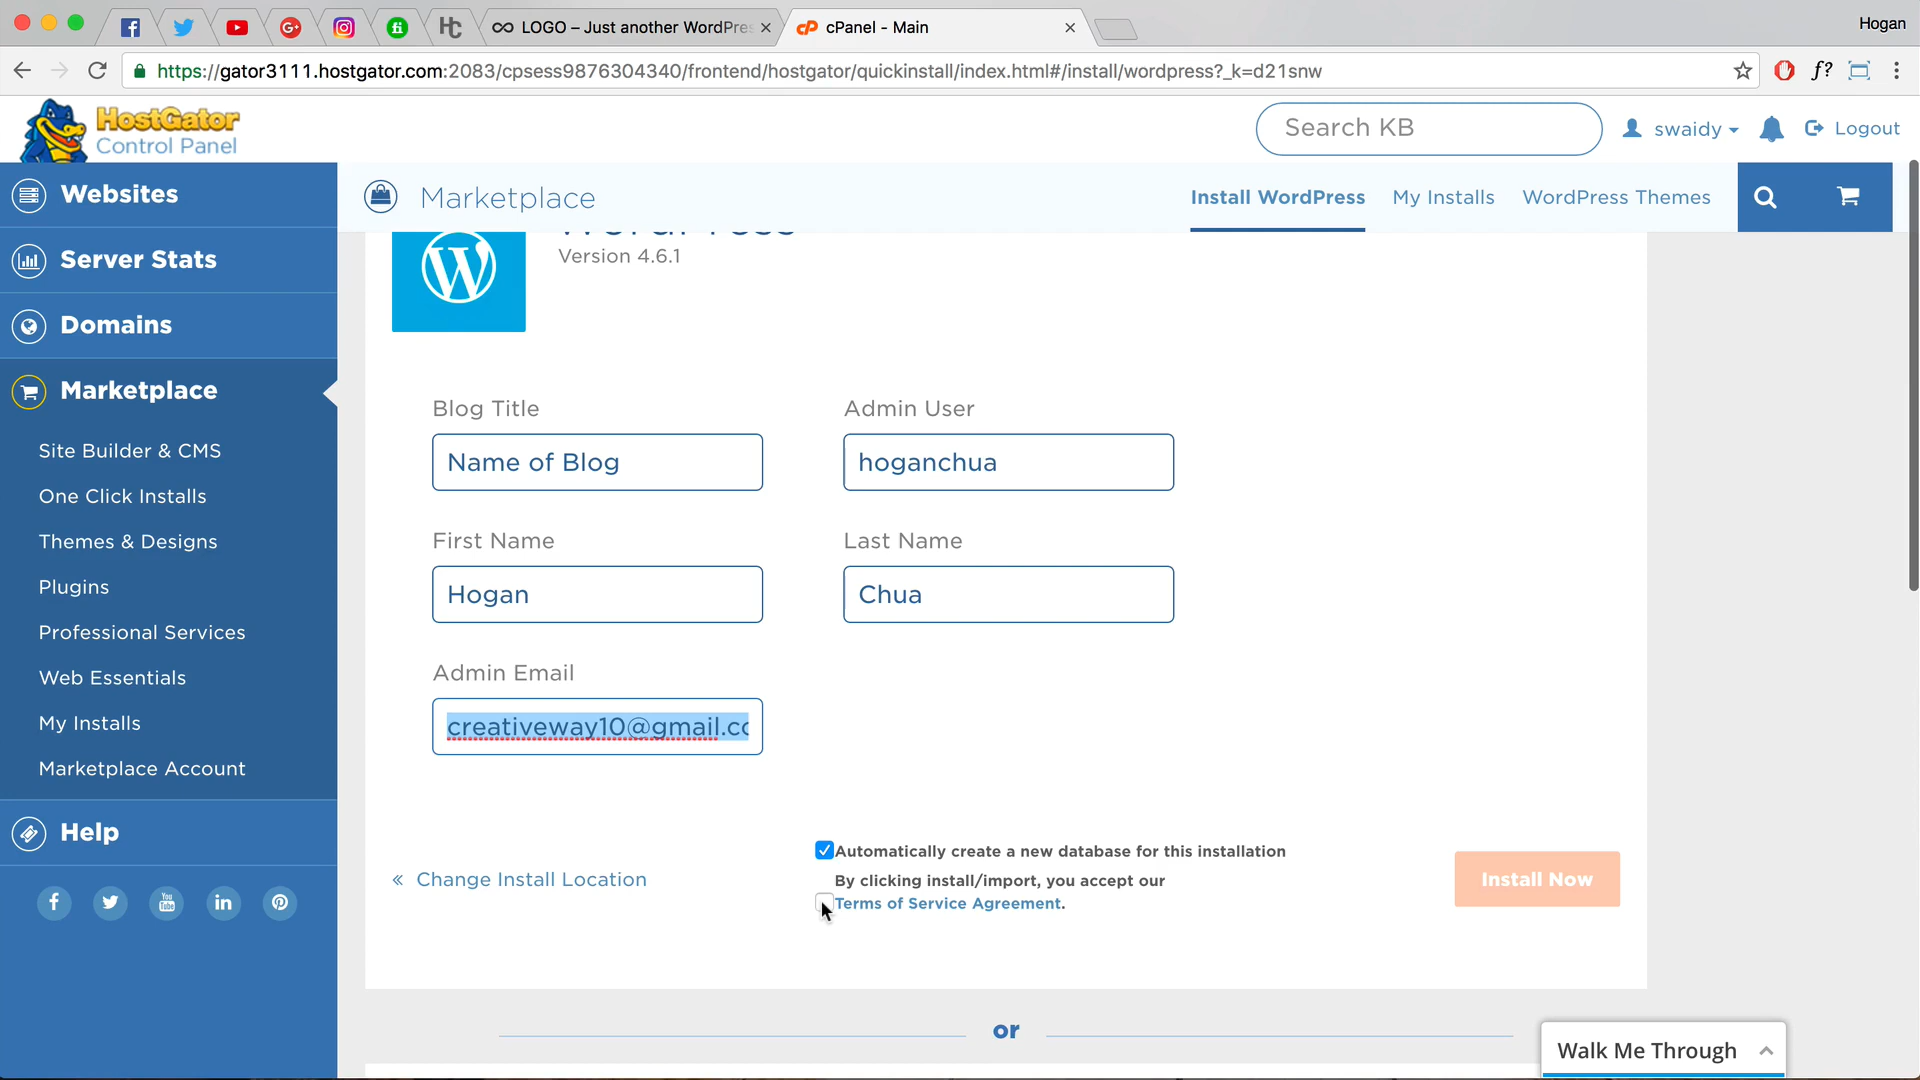 LOGO – Just another WordPres
cPanel - Main
Hogan
https://gator3111.hostgator.com:2083/cpsess9876304340/frontend/hostgator/quickinstall/index.html#/install/wordpress?_k=d21snw
f?
HostGator
Control Panel
Search KB
swaidy
Logout
Websites
Server Stats
Domains
Marketplace
Site Builder & CMS
One Click Installs
Themes & Designs
Plugins
Professional Services
Web Essentials
My Installs
Marketplace Account
Help
Marketplace
Install WordPress
My Installs
WordPress Themes
WordPress
Version 4.6.1
Blog Title
Admin User
Name of Blog
hoganchua
First Name
Last Name
Hogan
Chua
Admin Email
creativeway10@gmail.cc
« Change Install Location
Automatically create a new database for this installation
By clicking install/import, you accept our
Terms of Service Agreement.
Install Now
or
Walk Me Through